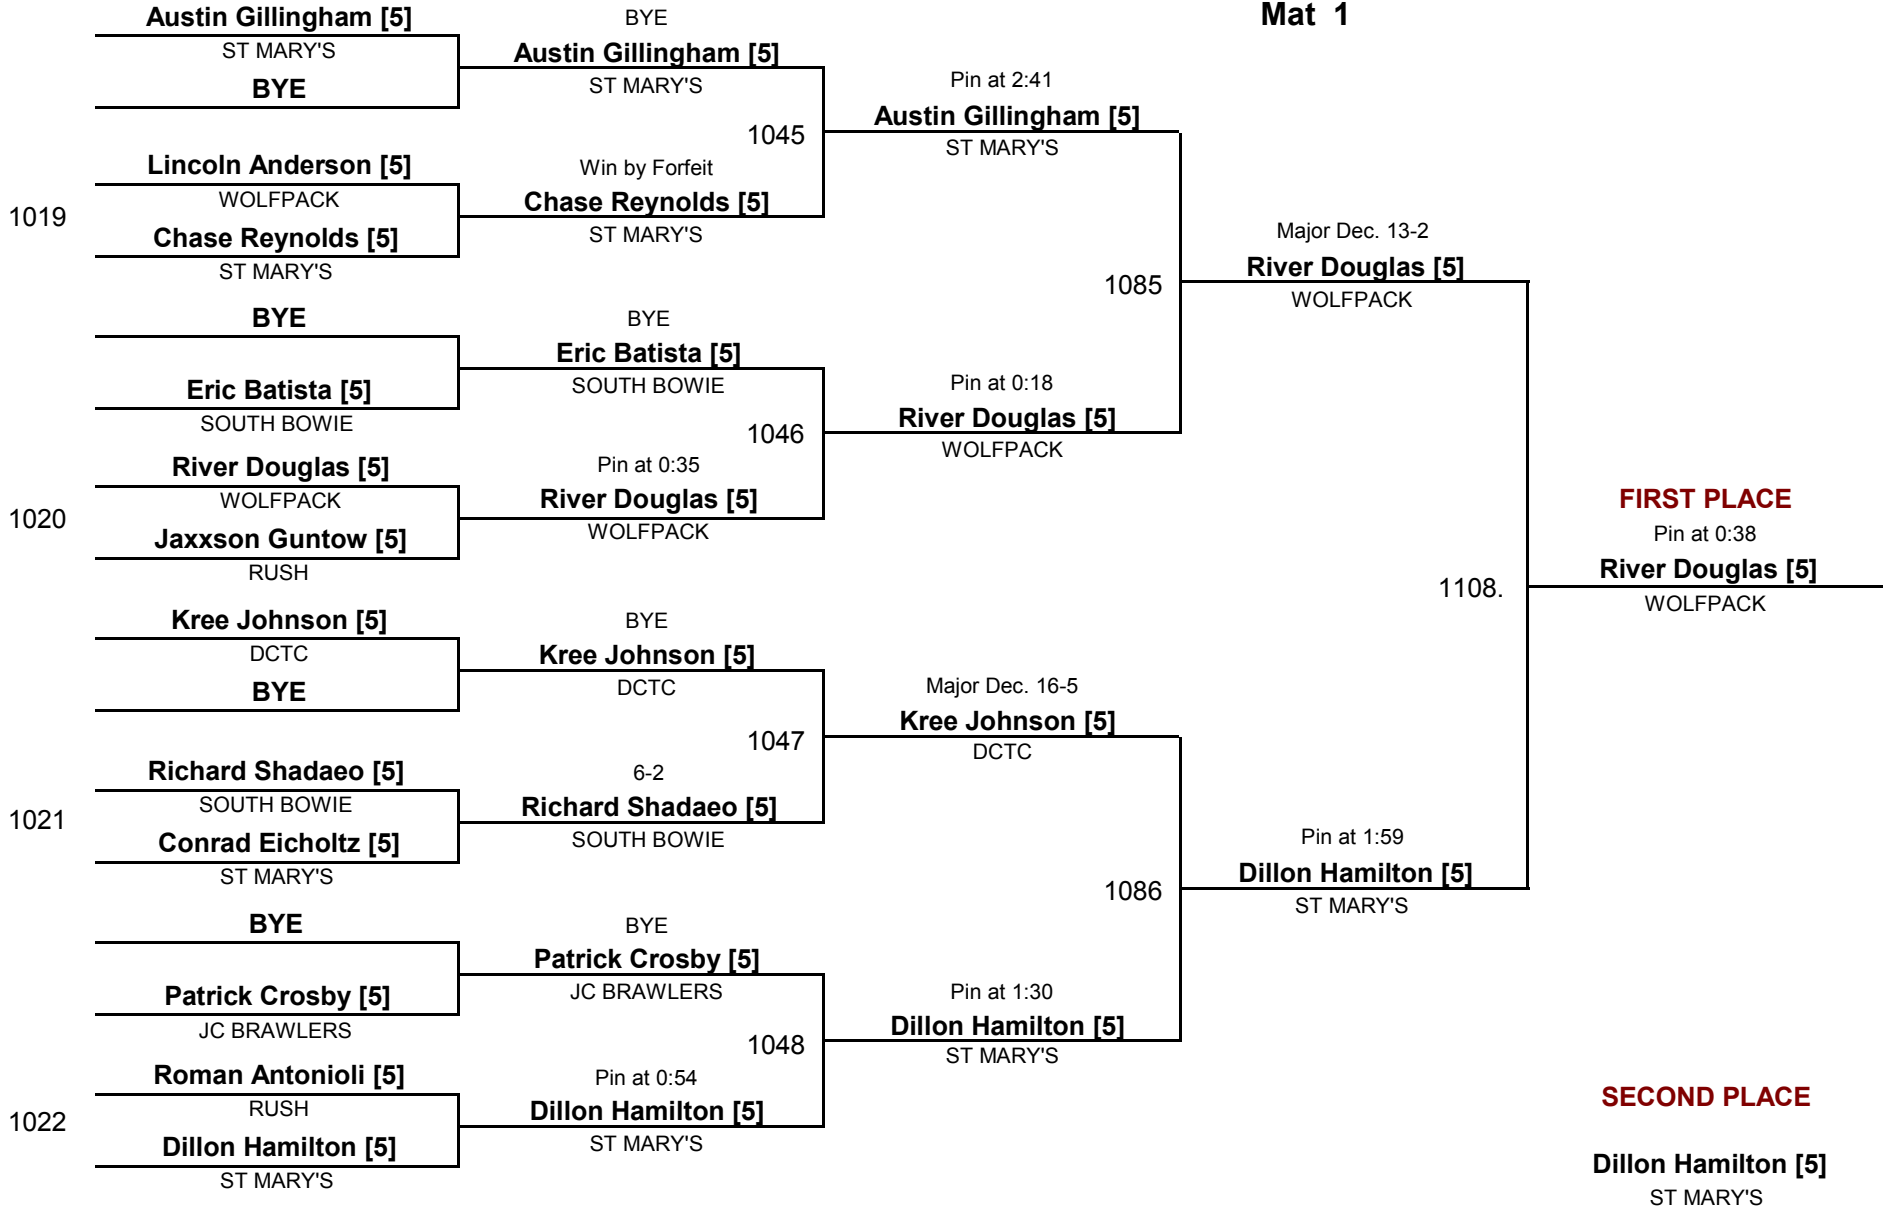 Mat 1
Austin Gillingham [5]
ST MARY'S
BYE
1019
Lincoln Anderson [5]
WOLFPACK
Chase Reynolds [5]
ST MARY'S
BYE
Eric Batista [5]
SOUTH BOWIE
1020
River Douglas [5]
WOLFPACK
Jaxxson Guntow [5]
RUSH
Kree Johnson [5]
DCTC
BYE
1021
Richard Shadaeo [5]
SOUTH BOWIE
Conrad Eicholtz [5]
ST MARY'S
BYE
Patrick Crosby [5]
JC BRAWLERS
1022
Roman Antonioli [5]
RUSH
Dillon Hamilton [5]
ST MARY'S
BYE
Austin Gillingham [5]
ST MARY'S
1045
Win by Forfeit
Chase Reynolds [5]
ST MARY'S
BYE
Eric Batista [5]
SOUTH BOWIE
1046
Pin at 0:35
River Douglas [5]
WOLFPACK
BYE
Kree Johnson [5]
DCTC
1047
6-2
Richard Shadaeo [5]
SOUTH BOWIE
BYE
Patrick Crosby [5]
JC BRAWLERS
1048
Pin at 0:54
Dillon Hamilton [5]
ST MARY'S
Pin at 2:41
Austin Gillingham [5]
ST MARY'S
1085
Pin at 0:18
River Douglas [5]
WOLFPACK
Major Dec. 16-5
Kree Johnson [5]
DCTC
1086
Pin at 1:30
Dillon Hamilton [5]
ST MARY'S
Major Dec. 13-2
River Douglas [5]
WOLFPACK
1108.
Pin at 1:59
Dillon Hamilton [5]
ST MARY'S
FIRST PLACE
Pin at 0:38
River Douglas [5]
WOLFPACK
SECOND PLACE
Dillon Hamilton [5]
ST MARY'S